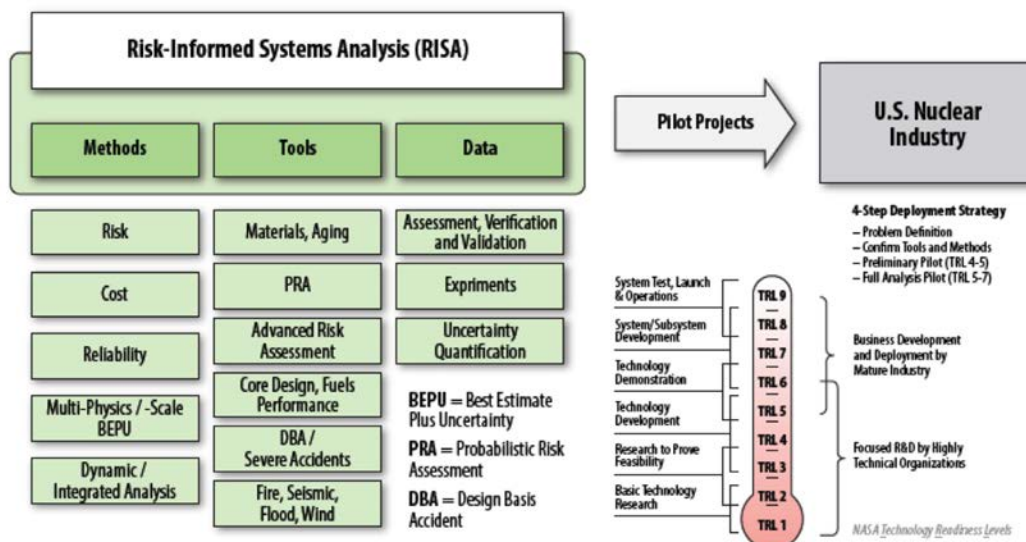 Risk-Informed Systems Analysis (RISA)
Methods
Tools
Data
Risk
Cost
Reliability
Multi-Physics / -Scale
BEPU
Dynamic /
Integrated Analysis
Materials, Aging
PRA
Advanced Risk
Assessment
Core Design, Fuels
Performance
DBA /
Severe Accidents
Fire, Seismic,
Flood, Wind
Assessment, Verification
and Validation
Expriments
Uncertainty
Quantification
BEPU = Best Estimate
Plus Uncertainty
PRA = Probabilistic Risk
Assessment
DBA = Design Basis
Accident
Pilot Projects
U.S. Nuclear
Industry
4-Step Deployment Strategy
– Problem Definition
– Confirm Tools and Methods
– Preliminary Pilot (TRL 4-5)
– Full Analysis Pilot (TRL 5-7)
System Test, Launch
& Operations
System/Subsystem
Development
Technology
Demonstration
Technology
Development
Research to Prove
Feasibility
Basic Technology
Research
TRL 9
TRL 8
TRL 7
TRL 6
TRL 5
TRL 4
TRL 3
TRL 2
TRL 1
Business Development
and Deployment by
Mature Industry
Focused R&D by Highly
Technical Organizations
NASA Technology Readiness Levels